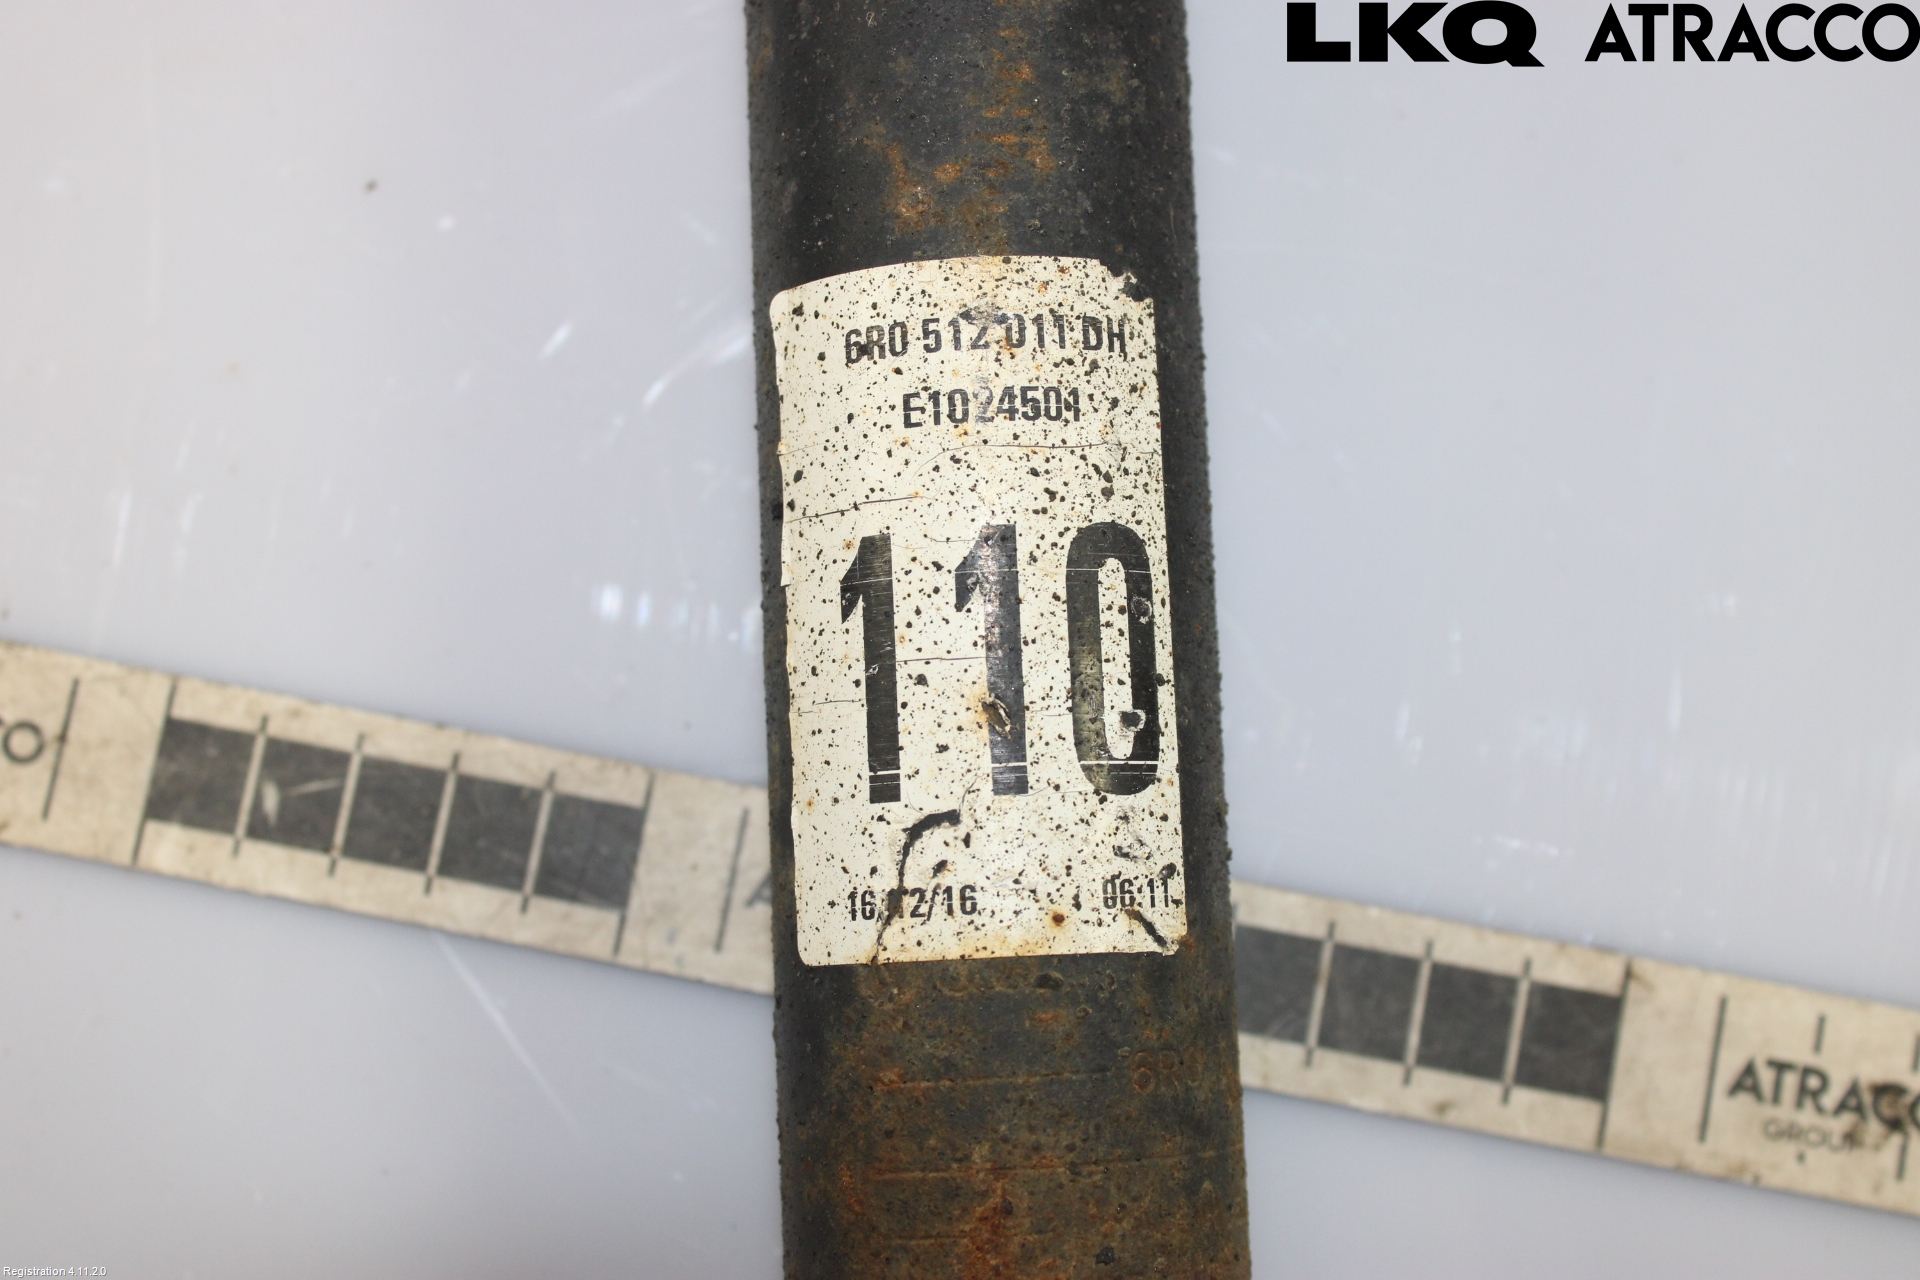 LKQ ATRACCO
6R0 512 011 DH
E1024501
110
16/12/16 06:11
6R0
ATRACCO
GROUP
Registration 4.11.2.0